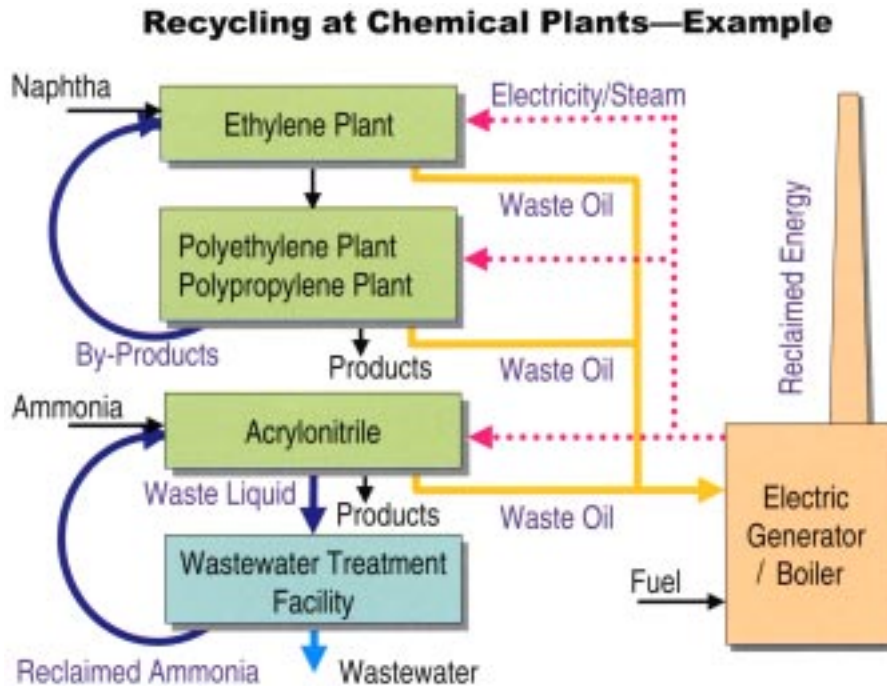 Recycling at Chemical Plants—Example
Naphtha
Ethylene Plant
Electricity/Steam
Waste Oil
Polyethylene Plant
Polypropylene Plant
By-Products
Products
Waste Oil
Reclaimed Energy
Ammonia
Acrylonitrile
Waste Liquid
Products
Waste Oil
Electric
Generator
/ Boiler
Wastewater Treatment
Facility
Fuel
Reclaimed Ammonia
Wastewater